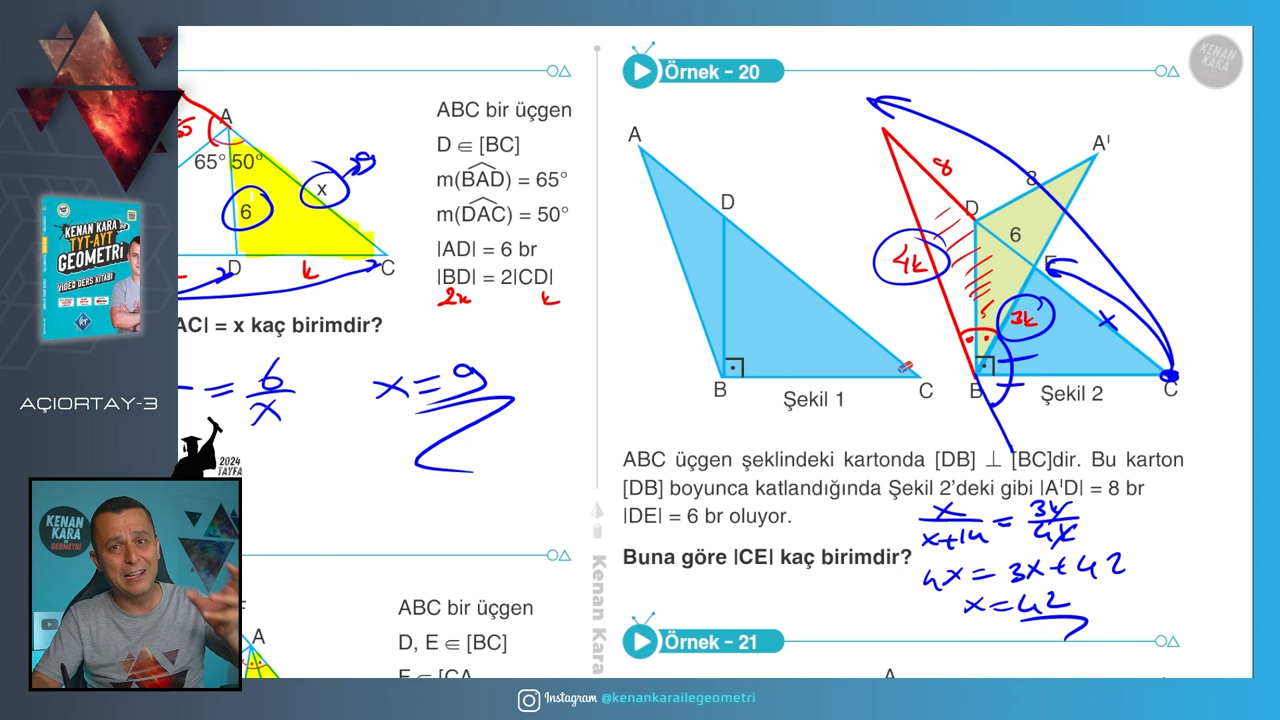 KENAN KARA
TYT-AYT
GEOMETRİ
VİDEO DERS KİTABI
AÇIORTAY-3
2024
TAYFA
KENAN
KARA
GEOMETRI
A
65° 50°
x
9
6
D
k
C
ABC bir üçgen
D ∈ [BC]
m(BAD) = 65°
m(DAC) = 50°
|AD| = 6 br
|BD| = 2|CD|
2k
k
AC| = x kaç birimdir?
= 6/x
x = 9
ABC bir üçgen
D, E ∈ [BC]
E ∈ [CA
A
Kenan Kara
Örnek - 20
KENAN
KARA
A
D
B
C
Şekil 1
A'
8
8
D
6
E
4k
3k
x
B
C
Şekil 2
ABC üçgen şeklindeki kartonda [DB] ⊥ [BC]dir. Bu karton
[DB] boyunca katlandığında Şekil 2'deki gibi |A'D| = 8 br
|DE| = 6 br oluyor.
Buna göre |CE| kaç birimdir?
x/x+14 = 3k/4k
4x = 3x + 42
x = 42
Örnek - 21
A
Instagram @kenankarailegeometri